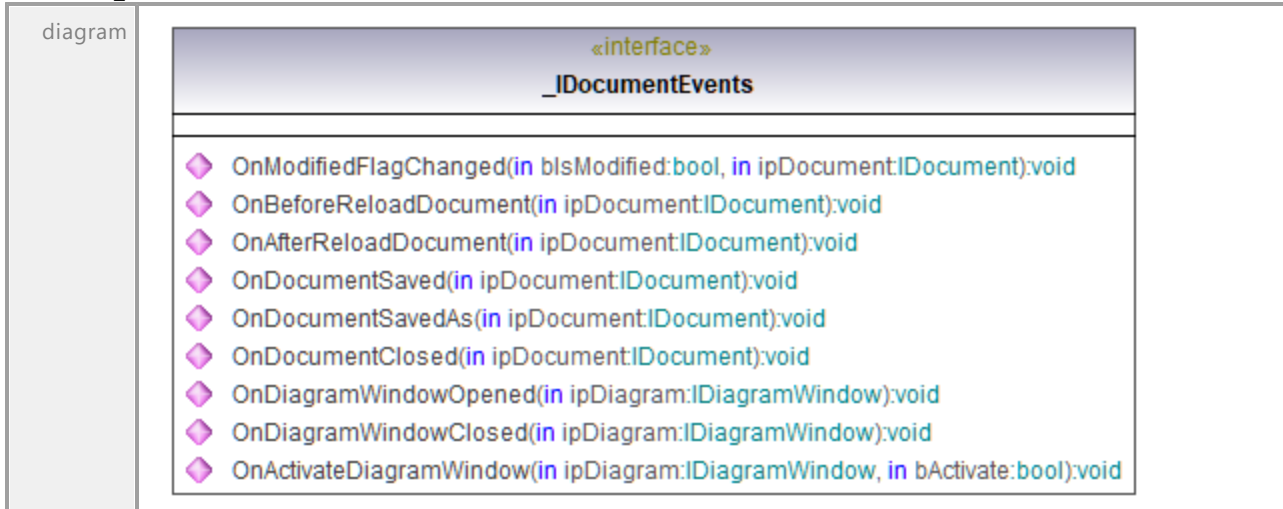 diagram
«interface»
_IDocumentEvents
OnModifiedFlagChanged(in bIsModified:bool, in ipDocument:IDocument):void
OnBeforeReloadDocument(in ipDocument:IDocument):void
OnAfterReloadDocument(in ipDocument:IDocument):void
OnDocumentSaved(in ipDocument:IDocument):void
OnDocumentSavedAs(in ipDocument:IDocument):void
OnDocumentClosed(in ipDocument:IDocument):void
OnDiagramWindowOpened(in ipDiagram:IDiagramWindow):void
OnDiagramWindowClosed(in ipDiagram:IDiagramWindow):void
OnActivateDiagramWindow(in ipDiagram:IDiagramWindow, in bActivate:bool):void